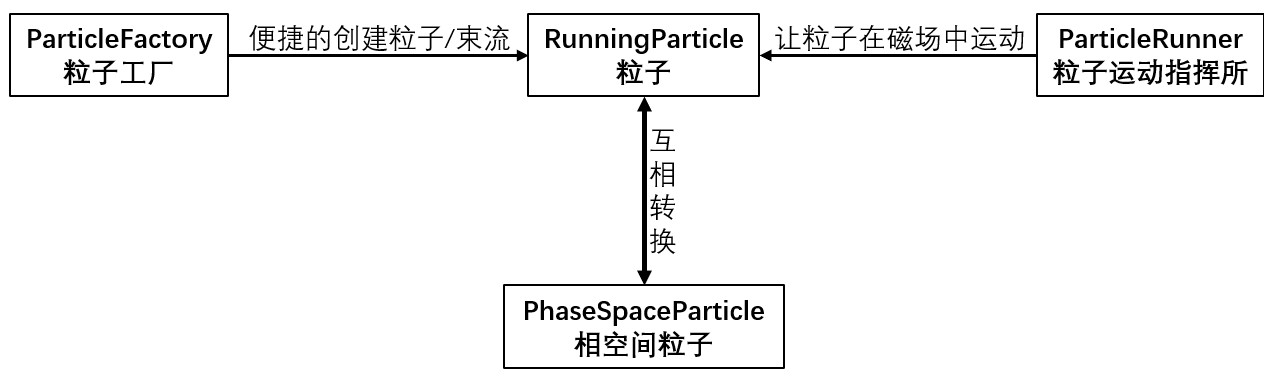 ParticleFactory
粒子工厂
便捷的创建粒子/束流
RunningParticle
粒子
让粒子在磁场中运动
ParticleRunner
粒子运动指挥所
互
相
转
换
PhaseSpaceParticle
相空间粒子